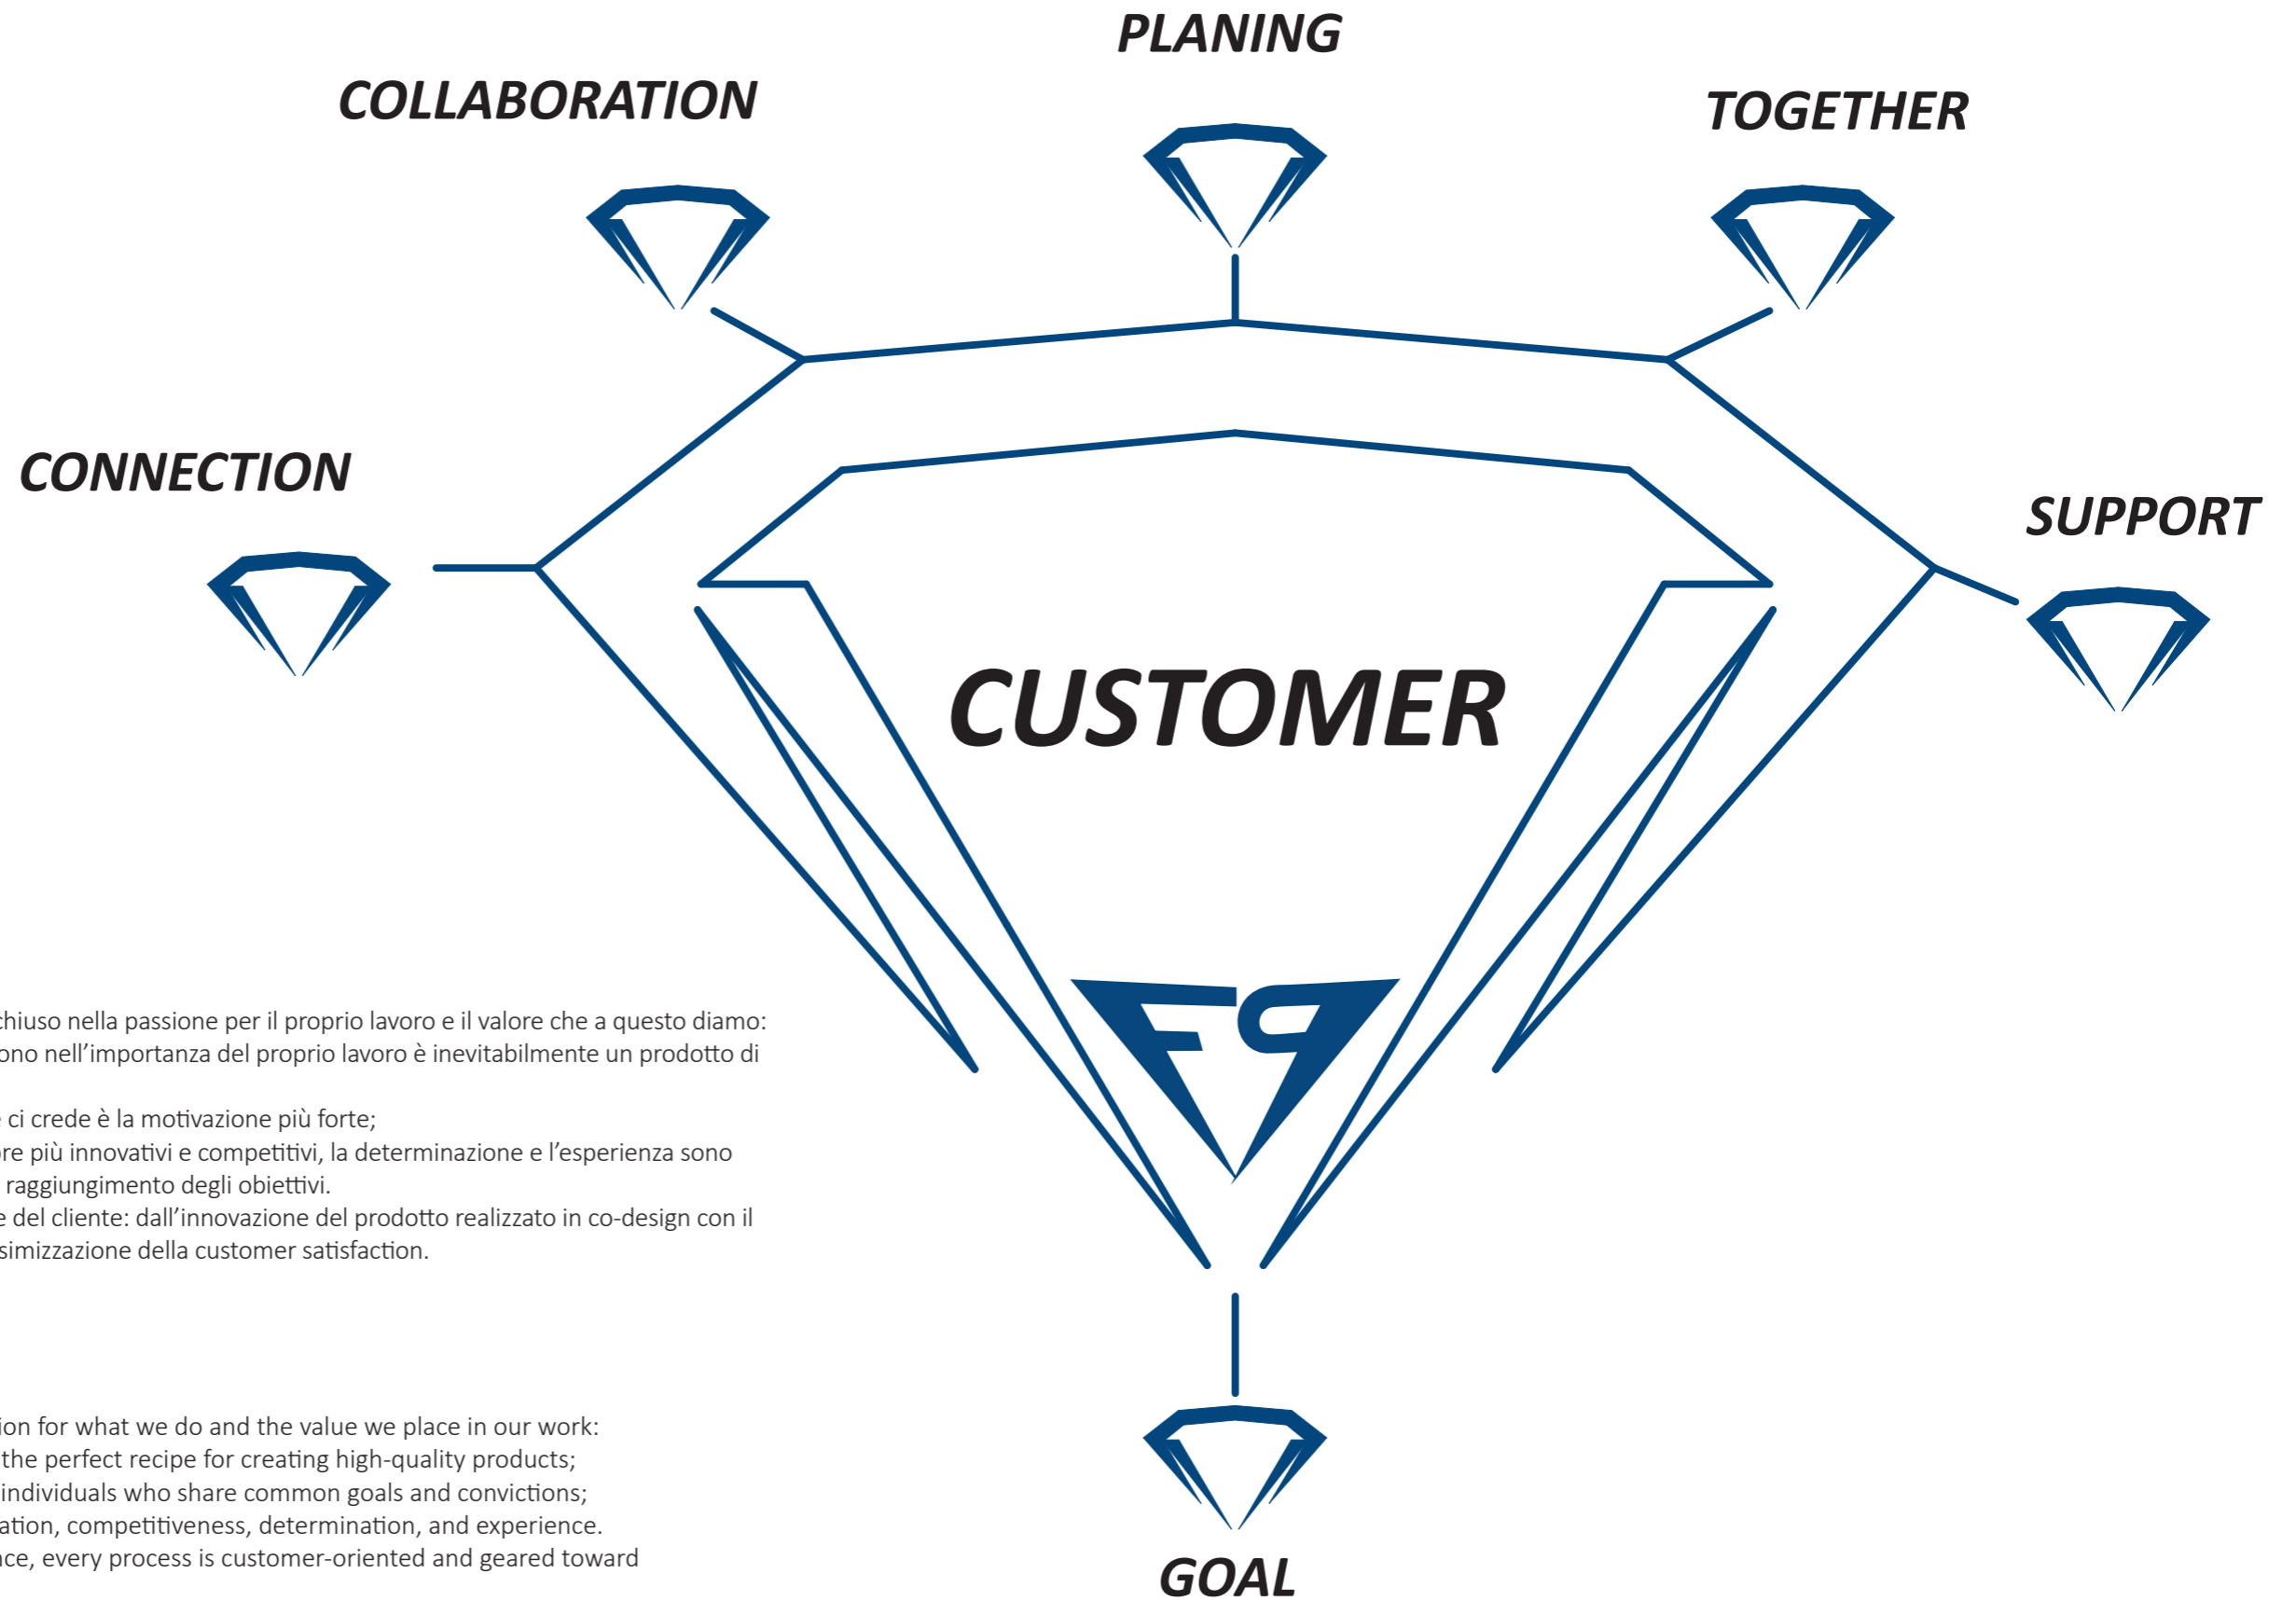 PLANING
COLLABORATION
TOGETHER
CONNECTION
SUPPORT
CUSTOMER
FP
chiuso nella passione per il proprio lavoro e il valore che a questo diamo:
ono nell’importanza del proprio lavoro è inevitabilmente un prodotto di
e ci crede è la motivazione più forte;
re più innovativi e competitivi, la determinazione e l’esperienza sono
raggiungimento degli obiettivi.
e del cliente: dall’innovazione del prodotto realizzato in co-design con il
simizzazione della customer satisfaction.
ion for what we do and the value we place in our work:
the perfect recipe for creating high-quality products;
individuals who share common goals and convictions;
ation, competitiveness, determination, and experience.
nce, every process is customer-oriented and geared toward
GOAL